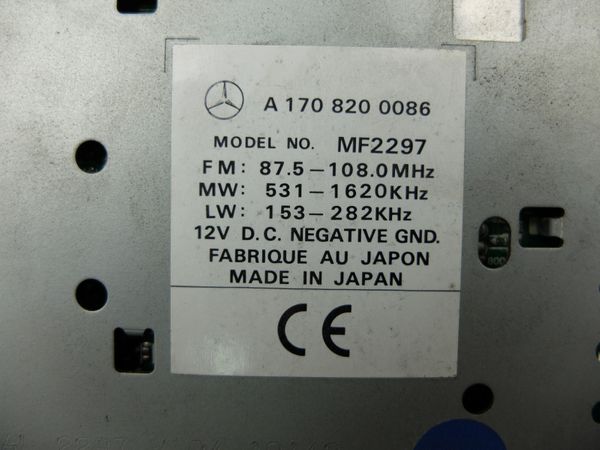 A 170 820 0086
MODEL NO. MF2297
FM: 87.5－108.0MHz
MW: 531－1620KHz
LW: 153－282KHz
12V D.C. NEGATIVE GND.
FABRIQUE AU JAPON
MADE IN JAPAN
CE